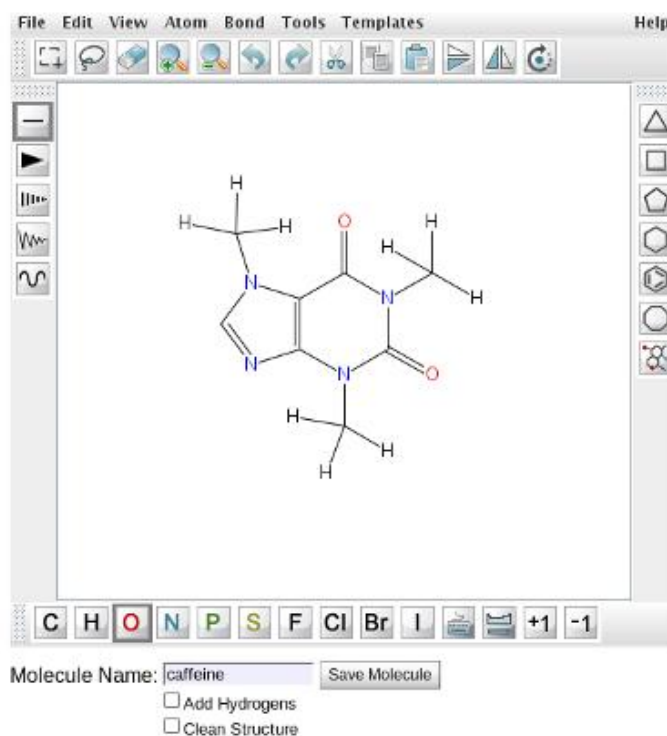 File Edit View Atom Bond Tools Templates Help
H
H H O H
H
N N H
N N O
H H
H
C H O N P S F Cl Br I +1 -1
Molecule Name: caffeine Save Molecule
Add Hydrogens
Clean Structure